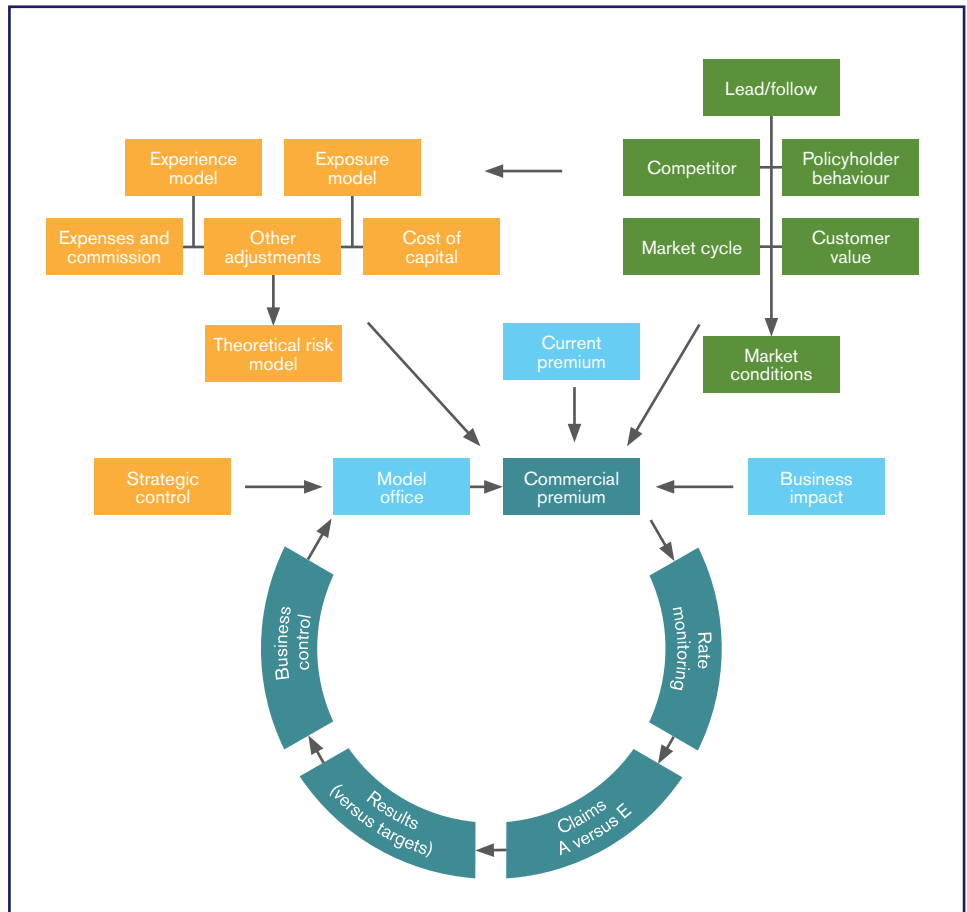 Lead/follow
Experience
model
Exposure
model
Competitor
Policyholder
behaviour
Expenses and
commission
Other
adjustments
Cost of
capital
Market cycle
Customer
value
Theoretical risk
model
Current
premium
Market
conditions
Strategic
control
Model
office
Commercial
premium
Business
impact
Business
control
Rate
monitoring
Results
(versus targets)
Claims
A versus E